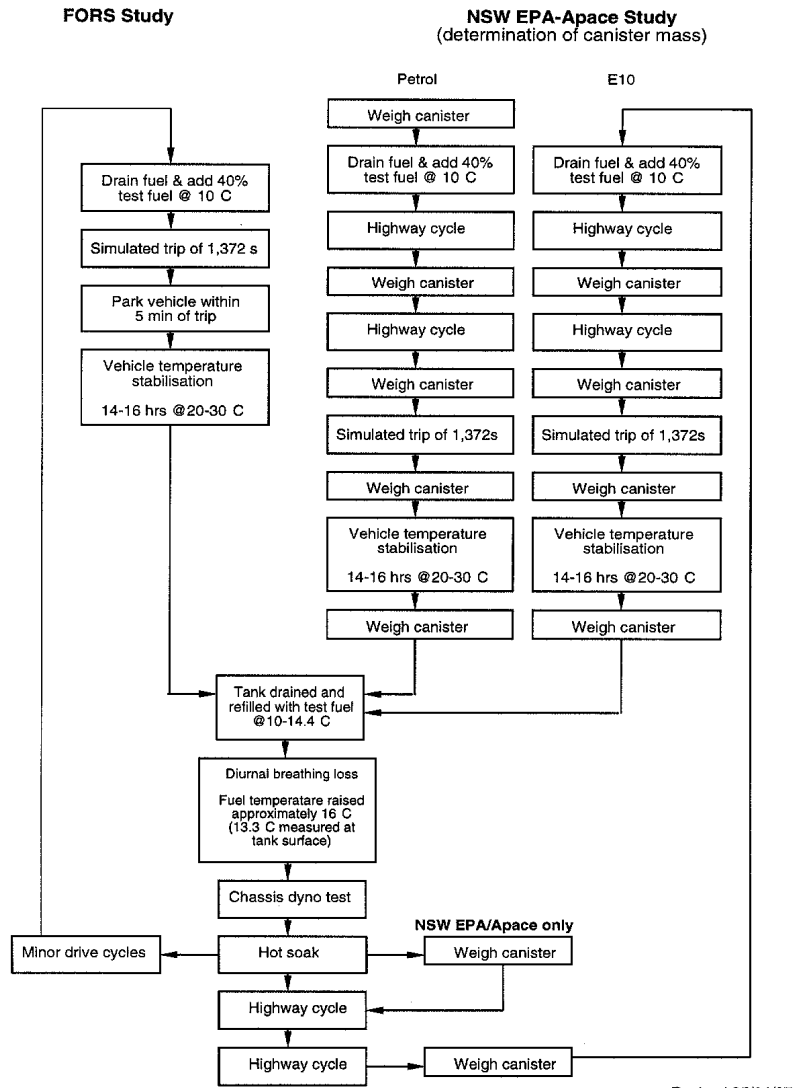 FORS Study
NSW EPA-Apace Study
(determination of canister mass)
Petrol
E10
Drain fuel & add 40%
test fuel @ 10 C
Simulated trip of 1,372 s
Park vehicle within
5 min of trip
Vehicle temperature
stabilisation
14-16 hrs @20-30 C
Weigh canister
Drain fuel & add 40%
test fuel @ 10 C
Highway cycle
Weigh canister
Highway cycle
Weigh canister
Simulated trip of 1,372s
Weigh canister
Vehicle temperature
stabilisation
14-16 hrs @20-30 C
Weigh canister
Drain fuel & add 40%
test fuel @ 10 C
Highway cycle
Weigh canister
Highway cycle
Weigh canister
Simulated trip of 1,372s
Weigh canister
Vehicle temperature
stabilisation
14-16 hrs @20-30 C
Weigh canister
Tank drained and
refilled with test fuel
@10-14.4 C
Diurnal breathing loss
Fuel temperatare raised
approximately 16 C
(13.3 C measured at
tank surface)
Chassis dyno test
NSW EPA/Apace only
Minor drive cycles
Hot soak
Weigh canister
Highway cycle
Highway cycle
Weigh canister